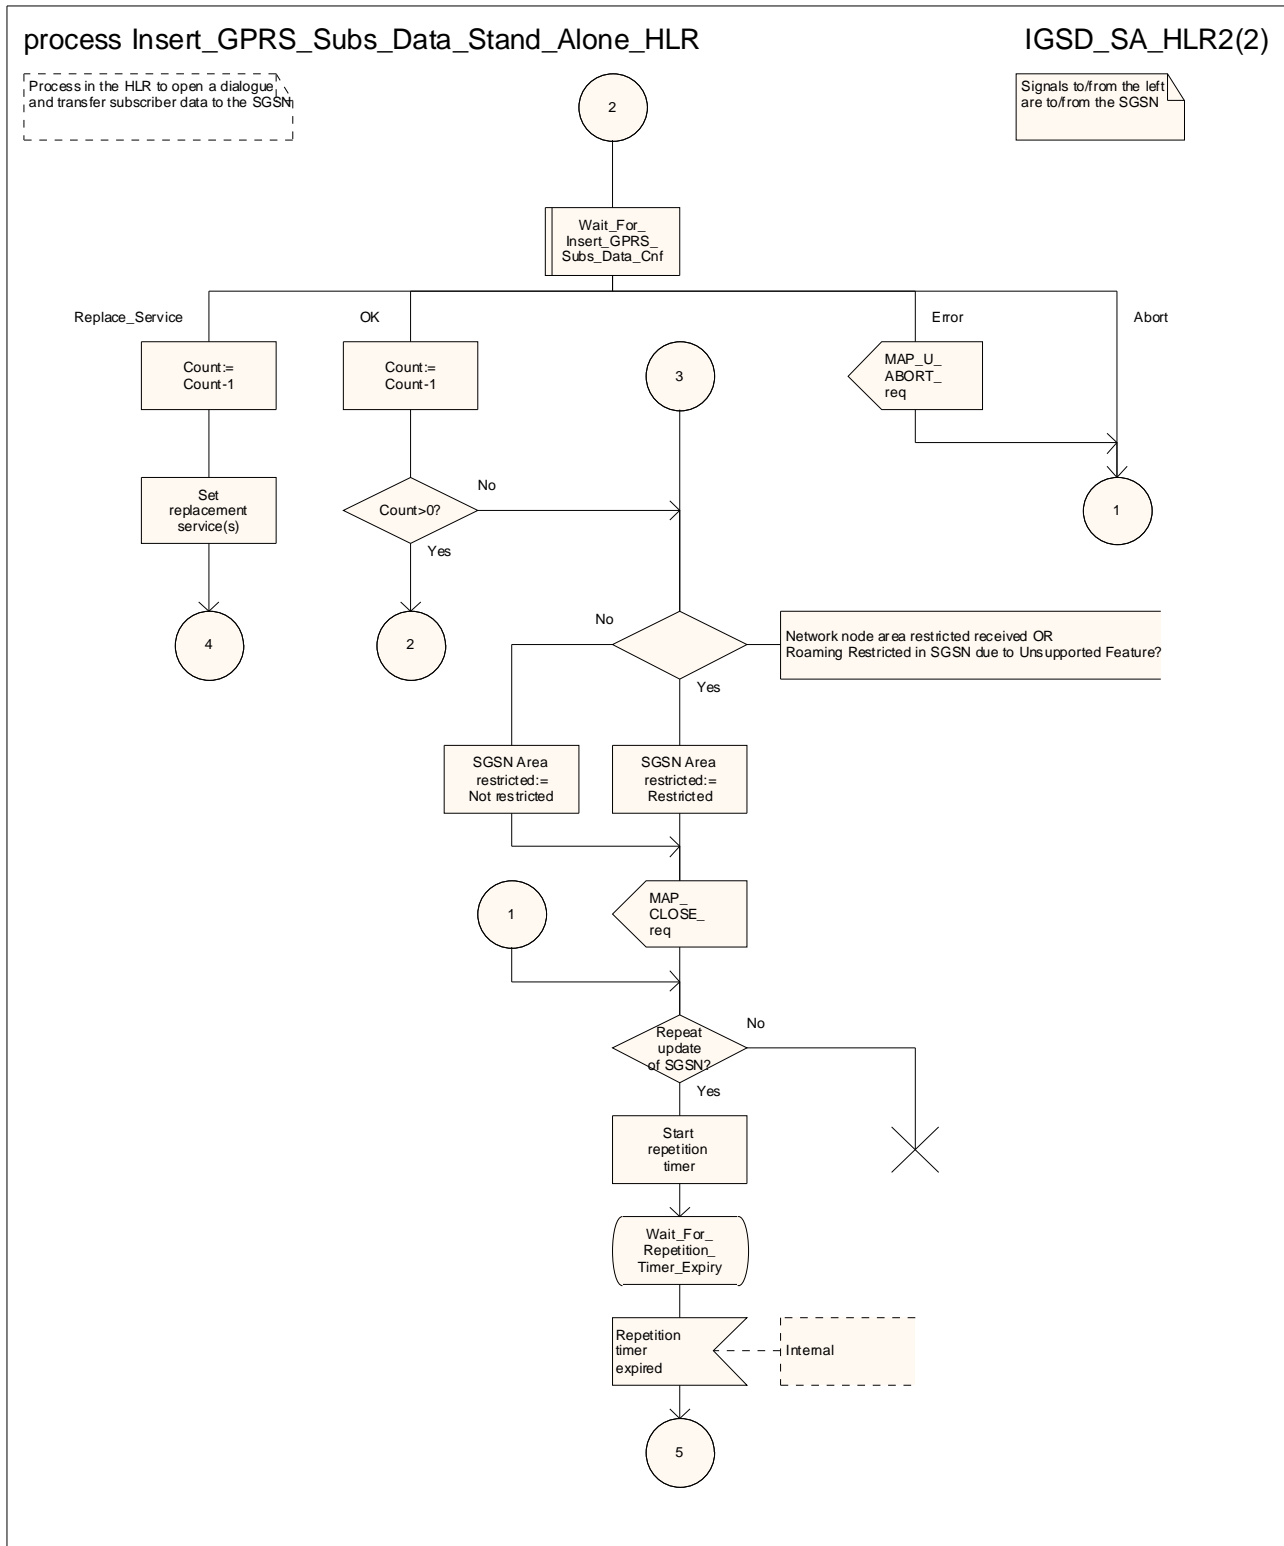 process Insert_GPRS_Subs_Data_Stand_Alone_HLR
IGSD_SA_HLR2(2)
Process in the HLR to open a dialogue
and transfer subscriber data to the SGSN
2
Signals to/from the left
are to/from the SGSN
Wait_For_
Insert_GPRS_
Subs_Data_Cnf
Replace_Service
OK
Error
Abort
Count:=
Count-1
Count:=
Count-1
3
MAP_U_
ABORT_
req
Set
replacement
service(s)
Count>0?
No
Yes
1
4
2
No
Yes
Network node area restricted received OR
Roaming Restricted in SGSN due to Unsupported Feature?
SGSN Area
restricted:=
Not restricted
SGSN Area
restricted:=
Restricted
1
MAP_
CLOSE_
req
Repeat
update
of SGSN?
No
Yes
Start
repetition
timer
Wait_For_
Repetition_
Timer_Expiry
Repetition
timer
expired
Internal
5